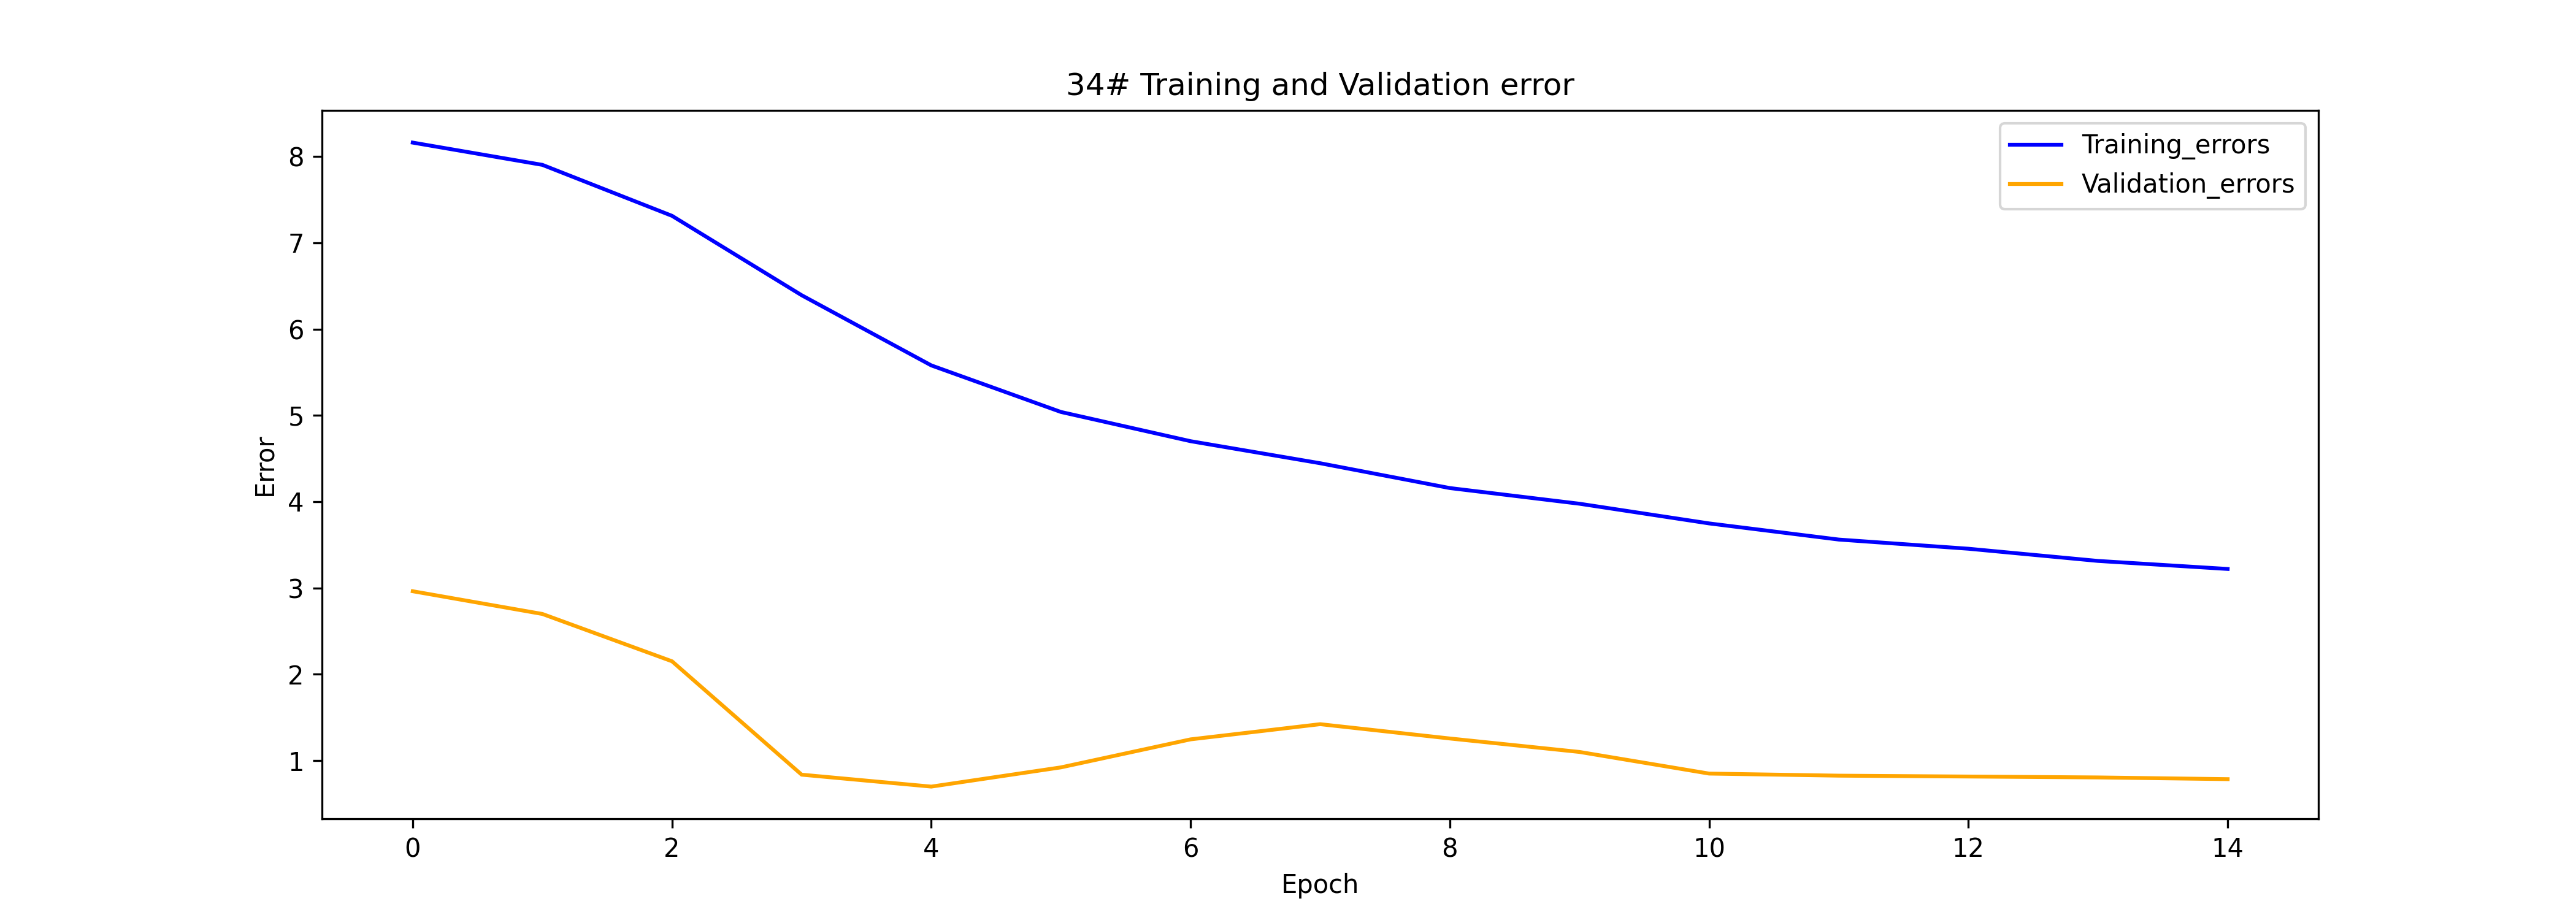 34# Training and Validation error
Training_errors
Validation_errors
Error
8
7
6
5
4
3
2
1
0 2 4 6 8 10 12 14
Epoch